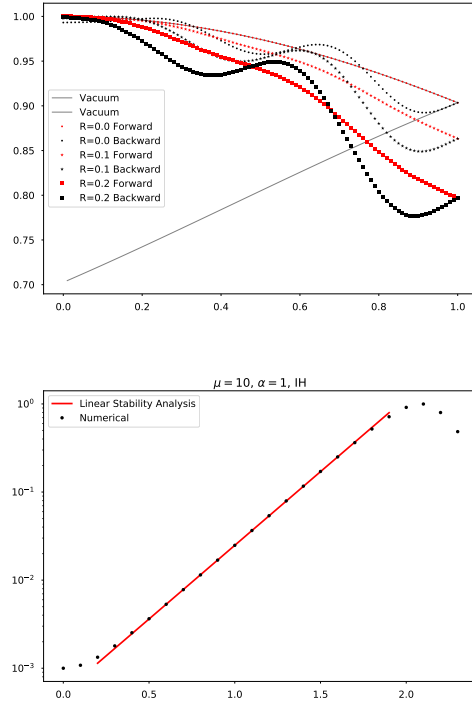 1.00
0.95
0.90
0.85
0.80
0.75
0.70
Vacuum
Vacuum
R=0.0 Forward
R=0.0 Backward
R=0.1 Forward
R=0.1 Backward
R=0.2 Forward
R=0.2 Backward
0.0 0.2 0.4 0.6 0.8 1.0
μ = 10, α = 1, IH
Linear Stability Analysis
Numerical
10⁰
10⁻¹
10⁻²
10⁻³
0.0 0.5 1.0 1.5 2.0